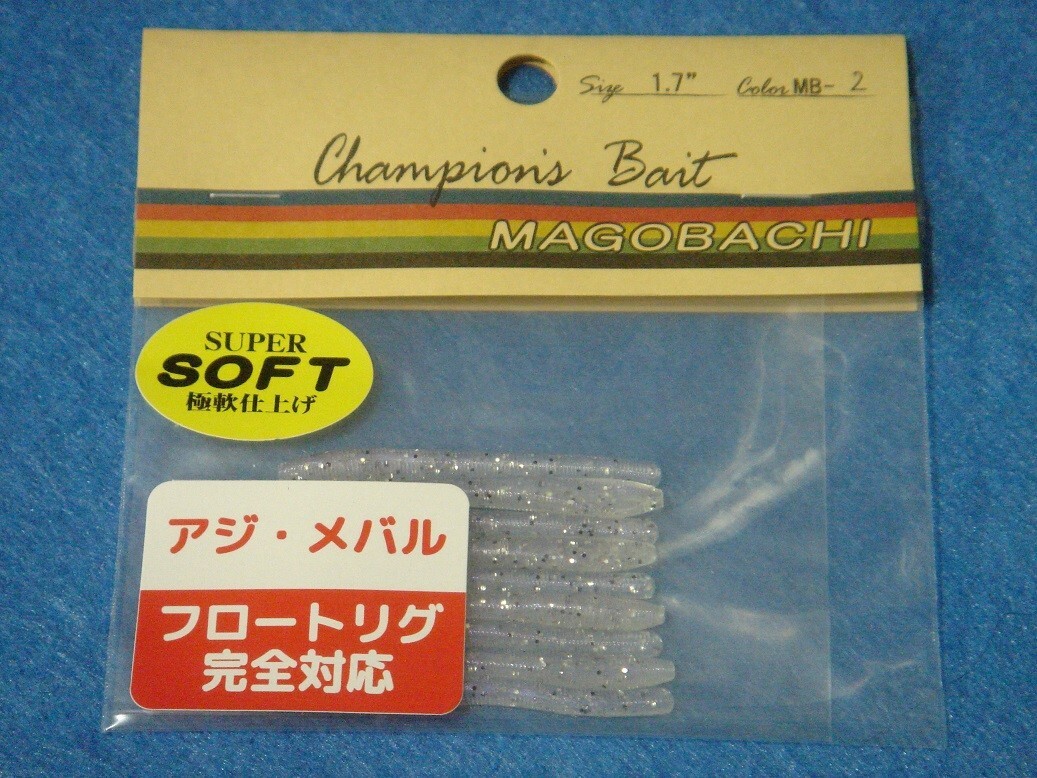 Size 1.7" Color MB- 2
Champion's Bait
MAGOBACHI
SUPER
SOFT
極軟仕上げ
アジ・メバル
フロートリグ
完全対応